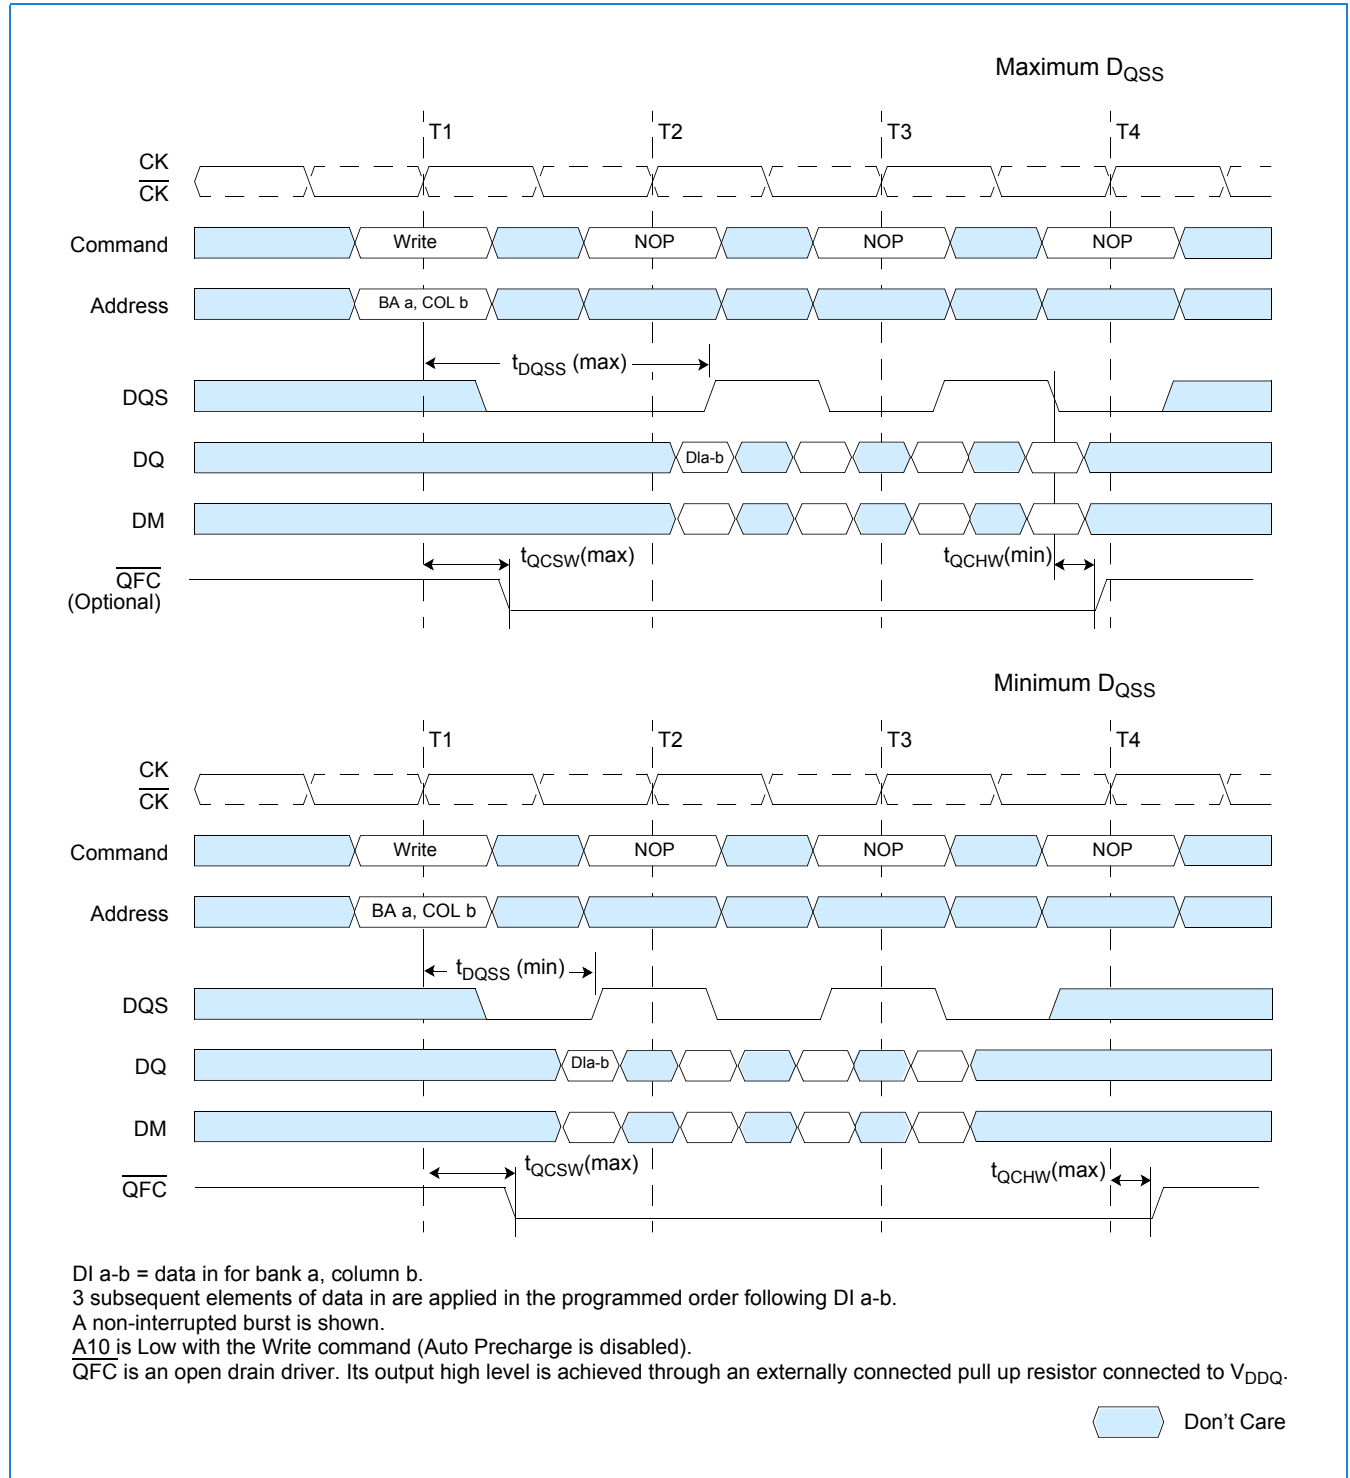 Maximum DQSS
T1 T2 T3 T4
CK
CK
Command Write NOP NOP NOP
Address BA a, COL b
tDQSS (max)
DQS
DQ DIa-b
DM
tQCSW(max) tQCHW(min)
QFC
(Optional)
Minimum DQSS
T1 T2 T3 T4
CK
CK
Command Write NOP NOP NOP
Address BA a, COL b
tDQSS (min)
DQS
DQ DIa-b
DM
tQCSW(max) tQCHW(max)
QFC
DI a-b = data in for bank a, column b.
3 subsequent elements of data in are applied in the programmed order following DI a-b.
A non-interrupted burst is shown.
A10 is Low with the Write command (Auto Precharge is disabled).
QFC is an open drain driver. Its output high level is achieved through an externally connected pull up resistor connected to VDDQ.
Don't Care